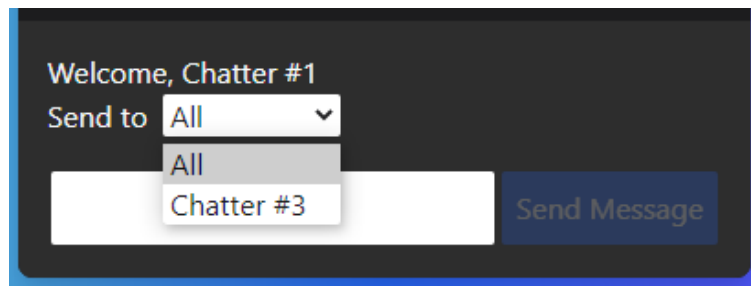 Welcome, Chatter #1
Send to All
All
Chatter #3
Send Message